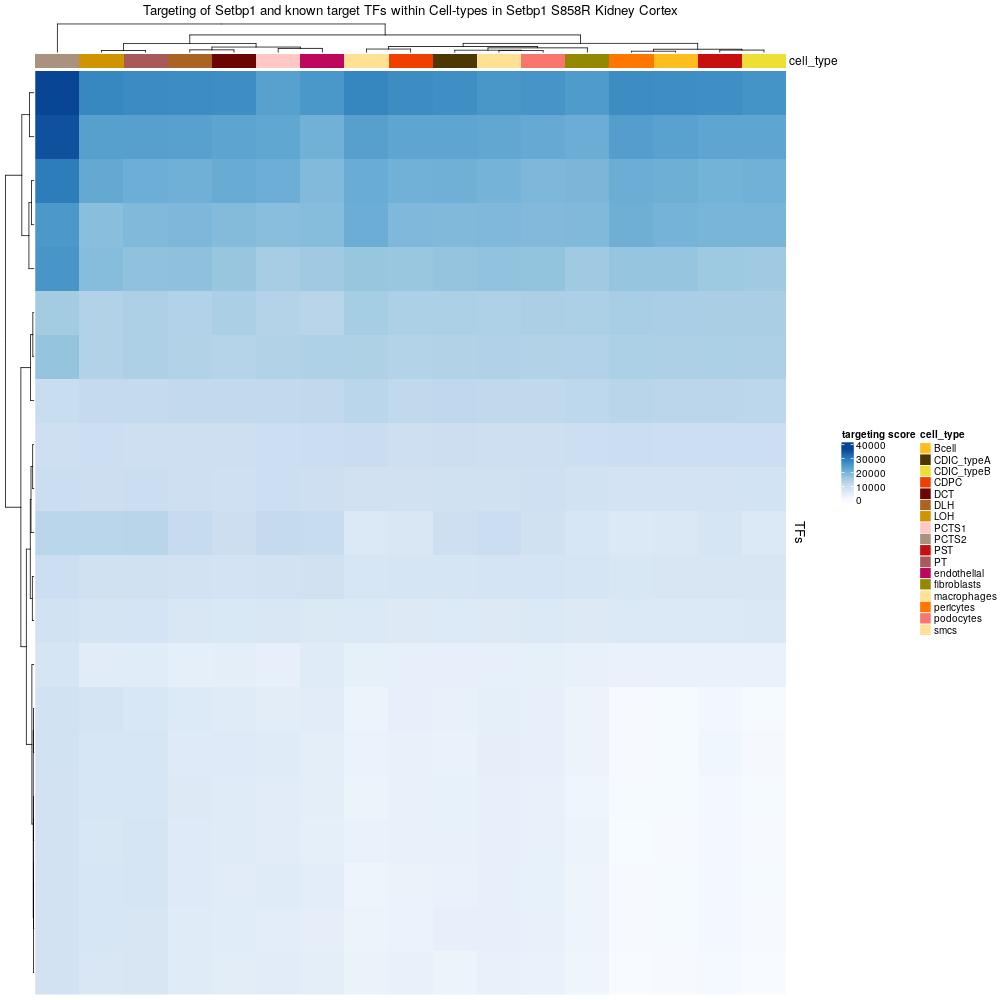 Targeting of Setbp1 and known target TFs within Cell-types in Setbp1 S858R Kidney Cortex
cell_type
TFs
targeting score
40000
30000
20000
10000
0
cell_type
Bcell
CDIC_typeA
CDIC_typeB
CDPC
DCT
DLH
LOH
PCTS1
PCTS2
PST
PT
endothelial
fibroblasts
macrophages
pericytes
podocytes
smcs